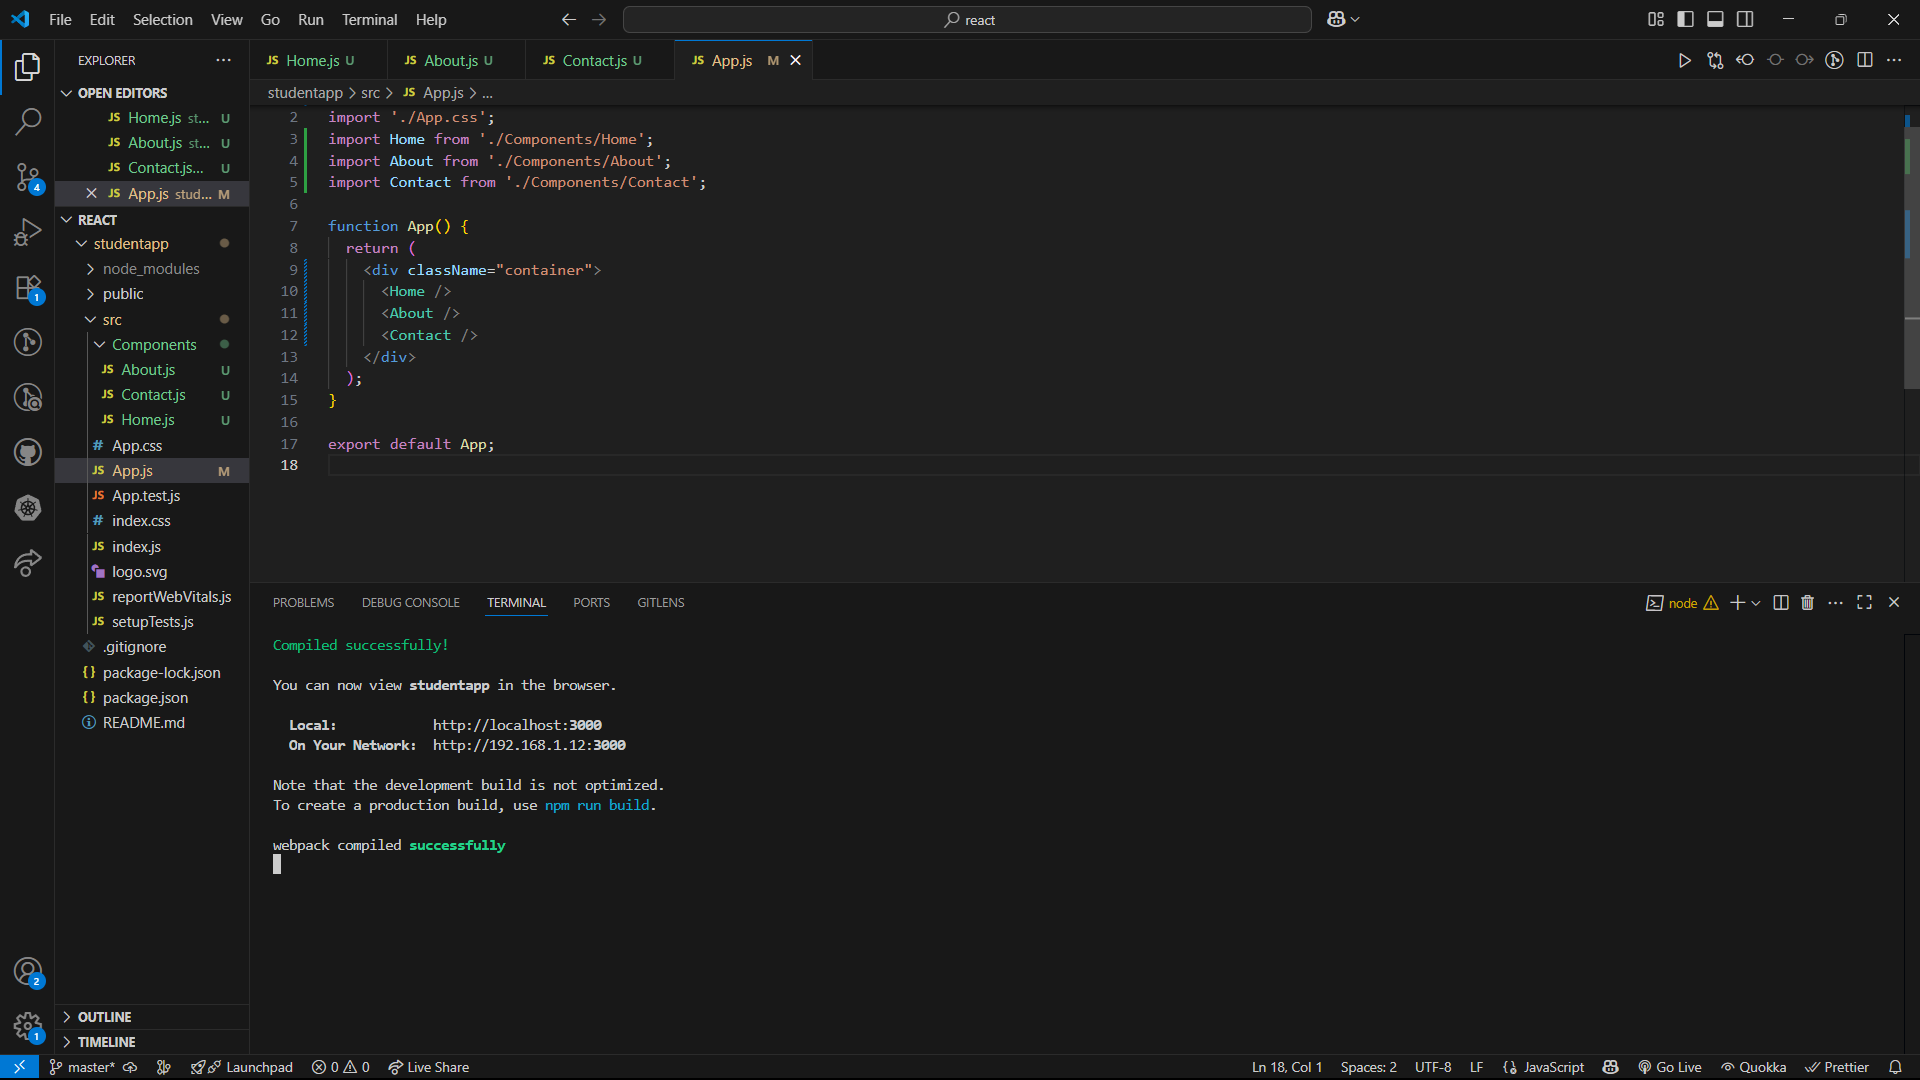 File Edit Selection View Go Run Terminal Help
react
EXPLORER
OPEN EDITORS
JS Home.js st... U
JS About.js st... U
JS Contact.js... U
JS App.js stud... M
REACT
studentapp
node_modules
public
src
Components
JS About.js U
JS Contact.js U
JS Home.js U
# App.css
JS App.js M
JS App.test.js
# index.css
JS index.js
logo.svg
JS reportWebVitals.js
JS setupTests.js
.gitignore
{} package-lock.json
{} package.json
README.md
OUTLINE
TIMELINE
4
1
2
1
JS Home.js U JS About.js U JS Contact.js U JS App.js M
studentapp > src > JS App.js > ...
2 import './App.css';
3 import Home from './Components/Home';
4 import About from './Components/About';
5 import Contact from './Components/Contact';
6
7 function App() {
8 return (
9 <div className="container">
10 <Home />
11 <About />
12 <Contact />
13 </div>
14 );
15 }
16
17 export default App;
18
PROBLEMS DEBUG CONSOLE TERMINAL PORTS GITLENS
node
Compiled successfully!
You can now view studentapp in the browser.
Local: http://localhost:3000
On Your Network: http://192.168.1.12:3000
Note that the development build is not optimized.
To create a production build, use npm run build.
webpack compiled successfully
master* Launchpad 0 0 Live Share
Ln 18, Col 1 Spaces: 2 UTF-8 LF JavaScript Go Live Quokka Prettier